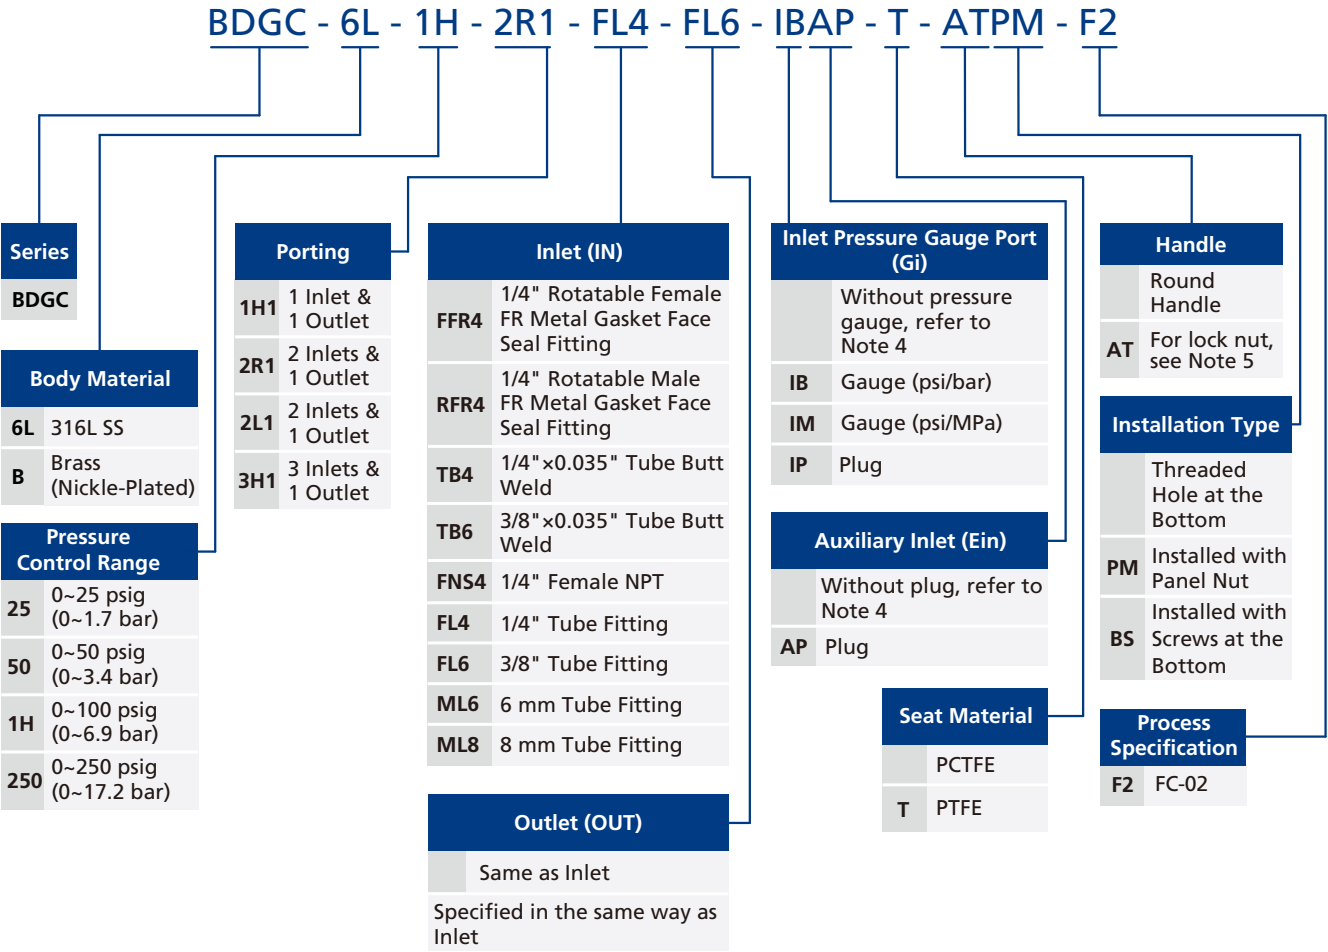 BDGC - 6L - 1H - 2R1 - FL4 - FL6 - IBAP - T - ATPM - F2
Series
BDGC
Body Material
6L 316L SS
B Brass
(Nickle-Plated)
Pressure
Control Range
25 0~25 psig
(0~1.7 bar)
50 0~50 psig
(0~3.4 bar)
1H 0~100 psig
(0~6.9 bar)
250 0~250 psig
(0~17.2 bar)
Porting
1H1 1 Inlet &
1 Outlet
2R1 2 Inlets &
1 Outlet
2L1 2 Inlets &
1 Outlet
3H1 3 Inlets &
1 Outlet
Inlet (IN)
FFR4 1/4" Rotatable Female
FR Metal Gasket Face
Seal Fitting
RFR4 1/4" Rotatable Male
FR Metal Gasket Face
Seal Fitting
TB4 1/4"×0.035" Tube Butt
Weld
TB6 3/8"×0.035" Tube Butt
Weld
FNS4 1/4" Female NPT
FL4 1/4" Tube Fitting
FL6 3/8" Tube Fitting
ML6 6 mm Tube Fitting
ML8 8 mm Tube Fitting
Outlet (OUT)
Same as Inlet
Specified in the same way as
Inlet
Inlet Pressure Gauge Port
(Gi)
Without pressure
gauge, refer to
Note 4
IB Gauge (psi/bar)
IM Gauge (psi/MPa)
IP Plug
Auxiliary Inlet (Ein)
Without plug, refer to
Note 4
AP Plug
Seat Material
PCTFE
T PTFE
Handle
Round
Handle
AT For lock nut,
see Note 5
Installation Type
Threaded
Hole at the
Bottom
PM Installed with
Panel Nut
BS Installed with
Screws at the
Bottom
Process
Specification
F2 FC-02